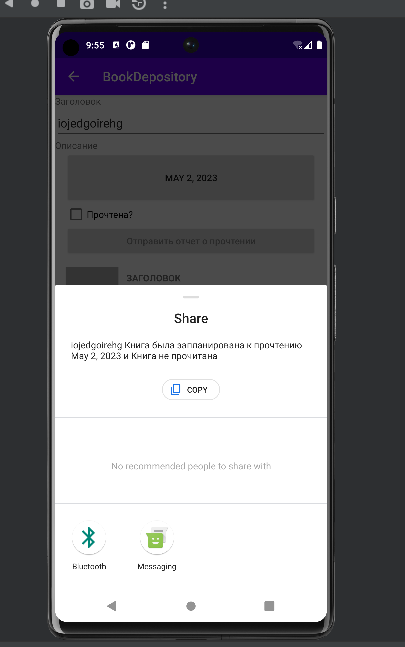 9:55
BookDepository
Заголовок
iojedgoirehg
Описание
MAY 2, 2023
Прочтена?
Отправить отчет о прочтении
ЗАГОЛОВОК
Share
iojedgoirehg Книга была запланирована к прочтению
May 2, 2023 и Книга не прочитана
COPY
No recommended people to share with
Bluetooth
Messaging